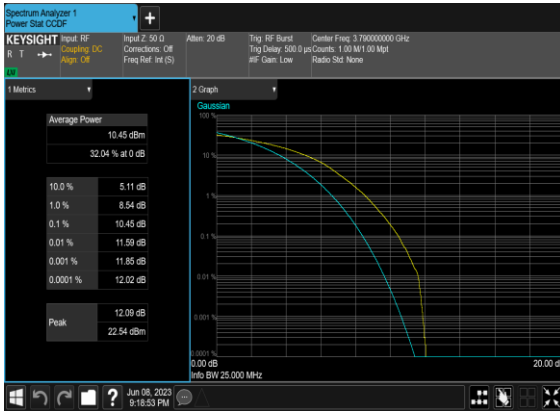 Spectrum Analyzer 1
Power Stat CCDF
+
KEYSIGHT Input: RF Input Z: 50 Ω Atten: 20 dB Trig: RF Burst Center Freq: 3.790000000 GHz
R T Coupling: DC Corrections: Off Trig Delay: 500.0 µs Counts: 1.00 M/1.00 Mpt
Align: Off Freq Ref: Int (S) #IF Gain: Low Radio Std: None
LXI
1 Metrics
2 Graph
Gaussian
Average Power
10.45 dBm
32.04 % at 0 dB
10.0 % 5.11 dB
1.0 % 8.54 dB
0.1 % 10.45 dB
0.01 % 11.59 dB
0.001 % 11.85 dB
0.0001 % 12.02 dB
Peak 12.09 dB
22.54 dBm
100 %
10 %
1 %
0.1 %
0.01 %
0.001 %
0.0001 %
0.00 dB 20.00 d
Info BW 25.000 MHz
?
Jun 08, 2023
9:18:53 PM